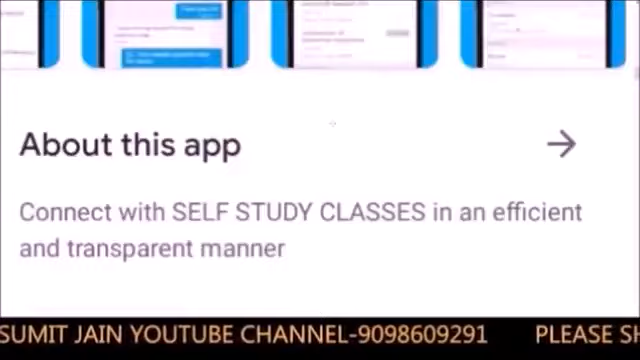 About this app
Connect with SELF STUDY CLASSES in an efficient
and transparent manner
SUMIT JAIN YOUTUBE CHANNEL-9098609291 PLEASE